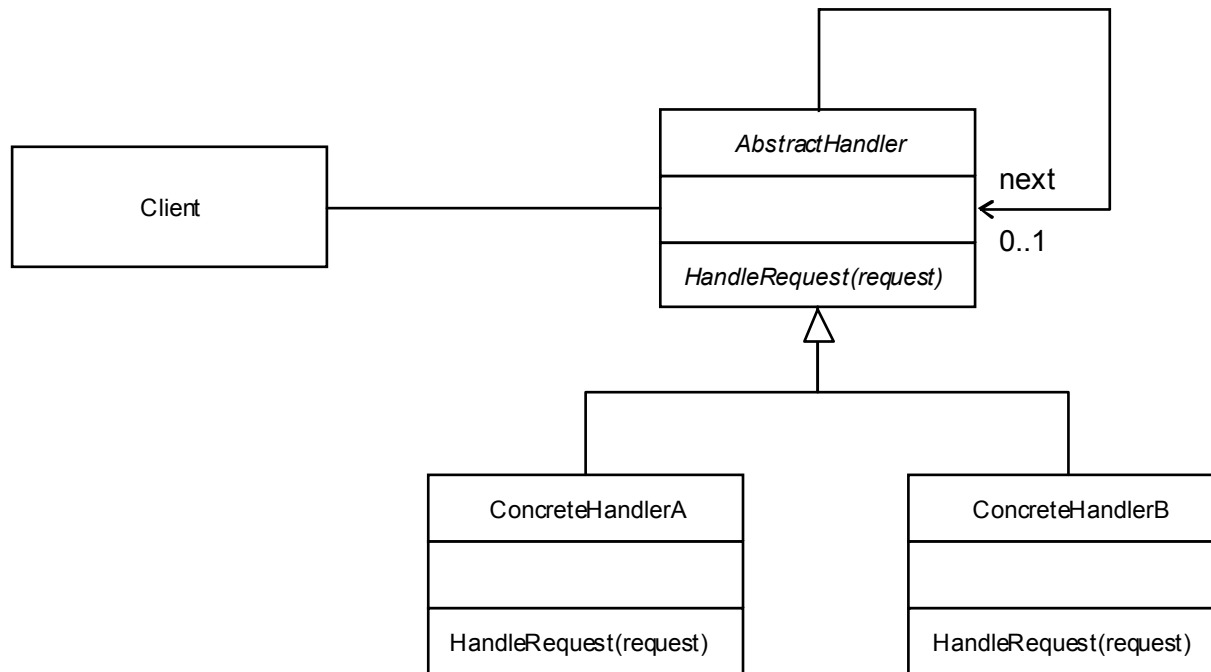 AbstractHandler
next
Client
0..1
HandleRequest(request)
ConcreteHandlerA
ConcreteHandlerB
HandleRequest(request)
HandleRequest(request)